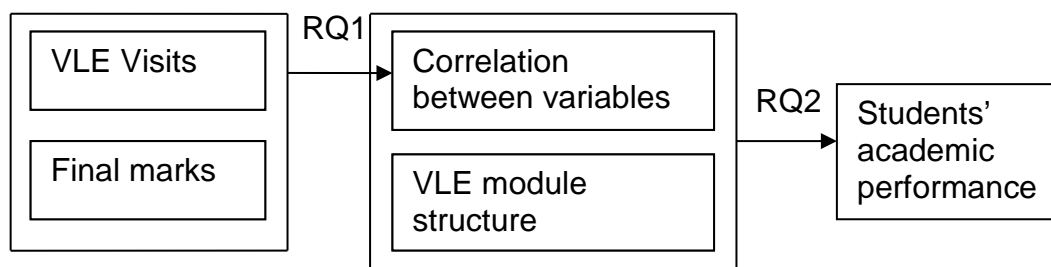 VLE Visits
Final marks
RQ1
Correlation
between variables
VLE module
structure
RQ2
Students’
academic
performance